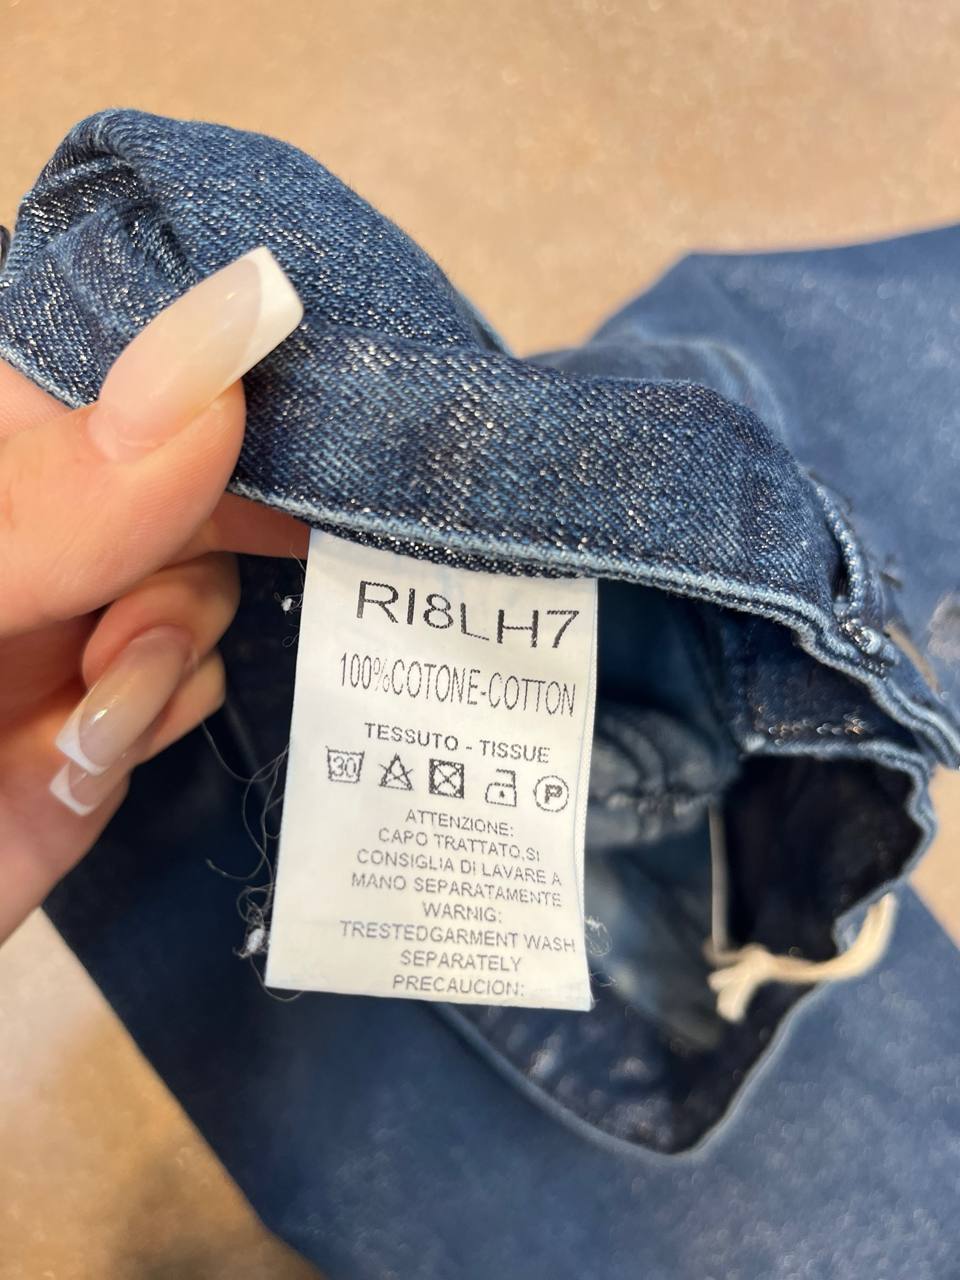 RI8LH7
100%COTONE-COTTON
TESSUTO - TISSUE
30 P
ATTENZIONE:
CAPO TRATTATO,SI
CONSIGLIA DI LAVARE A
MANO SEPARATAMENTE
WARNIG:
TRESTEDGARMENT WASH
SEPARATELY
PRECAUCION: